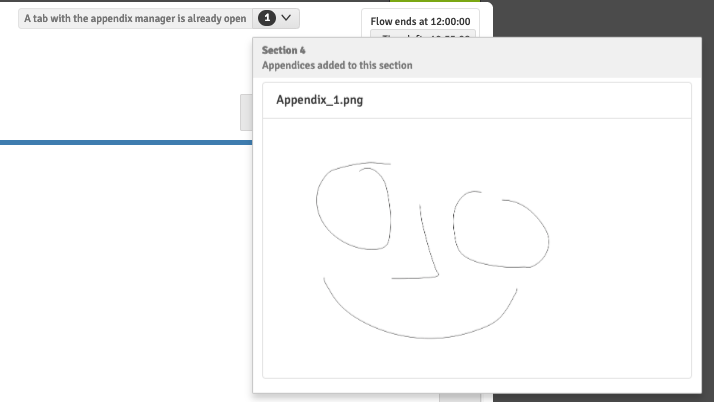 A tab with the appendix manager is already open 1
Flow ends at 12:00:00
Section 4
Appendices added to this section
Appendix_1.png